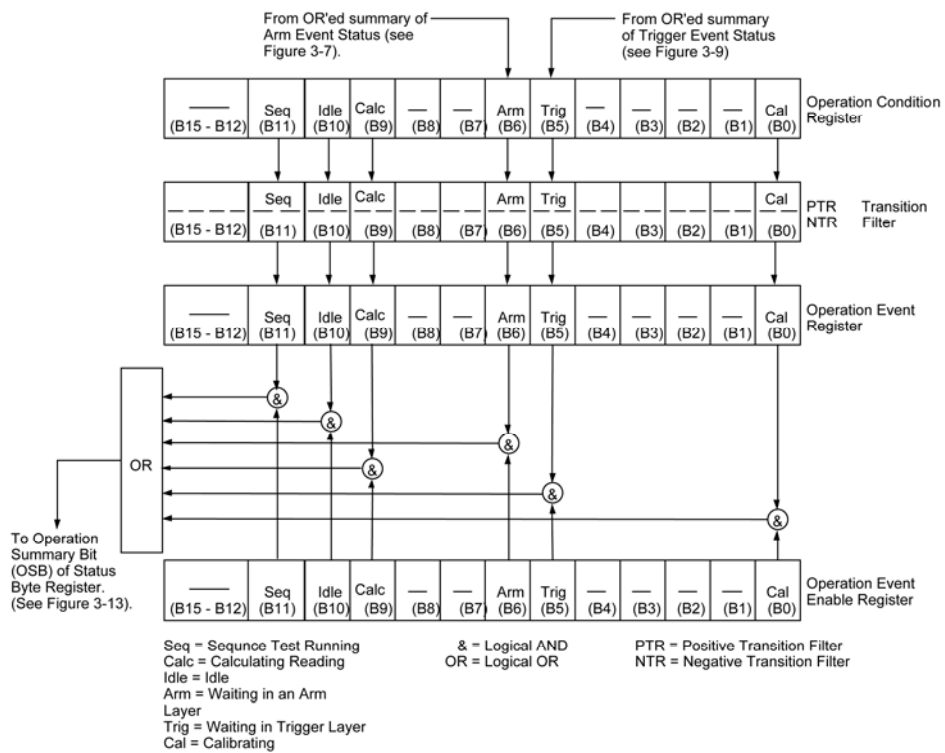 From OR'ed summary of
Arm Event Status (see
Figure 3-7).
From OR'ed summary
of Trigger Event Status
(see Figure 3-9)
Seq Idle Calc Arm Trig Cal
(B15 - B12) (B11) (B10) (B9) (B8) (B7) (B6) (B5) (B4) (B3) (B2) (B1) (B0)
Operation Condition
Register
Seq Idle Calc Arm Trig Cal
(B15 - B12) (B11) (B10) (B9) (B8) (B7) (B6) (B5) (B4) (B3) (B2) (B1) (B0)
PTR Transition
NTR Filter
Seq Idle Calc Arm Trig Cal
(B15 - B12) (B11) (B10) (B9) (B8) (B7) (B6) (B5) (B4) (B3) (B2) (B1) (B0)
Operation Event
Register
&
&
&
OR
&
&
&
To Operation
Summary Bit
(OSB) of Status
Byte Register.
(See Figure 3-13).
Seq Idle Calc Arm Trig Cal
(B15 - B12) (B11) (B10) (B9) (B8) (B7) (B6) (B5) (B4) (B3) (B2) (B1) (B0)
Operation Event
Enable Register
Seq = Sequnce Test Running
Calc = Calculating Reading
Idle = Idle
Arm = Waiting in an Arm
Layer
Trig = Waiting in Trigger Layer
Cal = Calibrating
& = Logical AND
OR = Logical OR
PTR = Positive Transition Filter
NTR = Negative Transition Filter